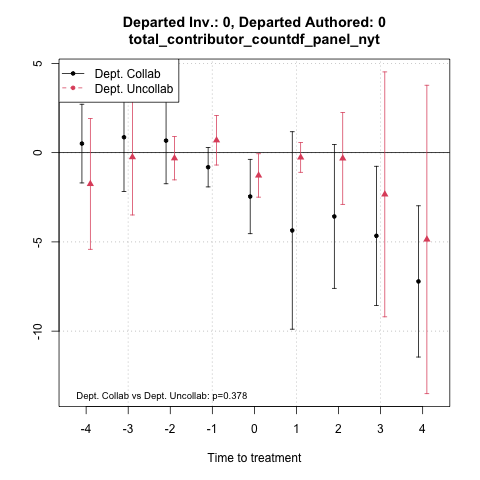 Departed Inv.: 0, Departed Authored: 0
total_contributor_countdf_panel_nyt
Dept. Collab
Dept. Uncollab
5
0
-5
-10
Dept. Collab vs Dept. Uncollab: p=0.378
-4 -3 -2 -1 0 1 2 3 4
Time to treatment